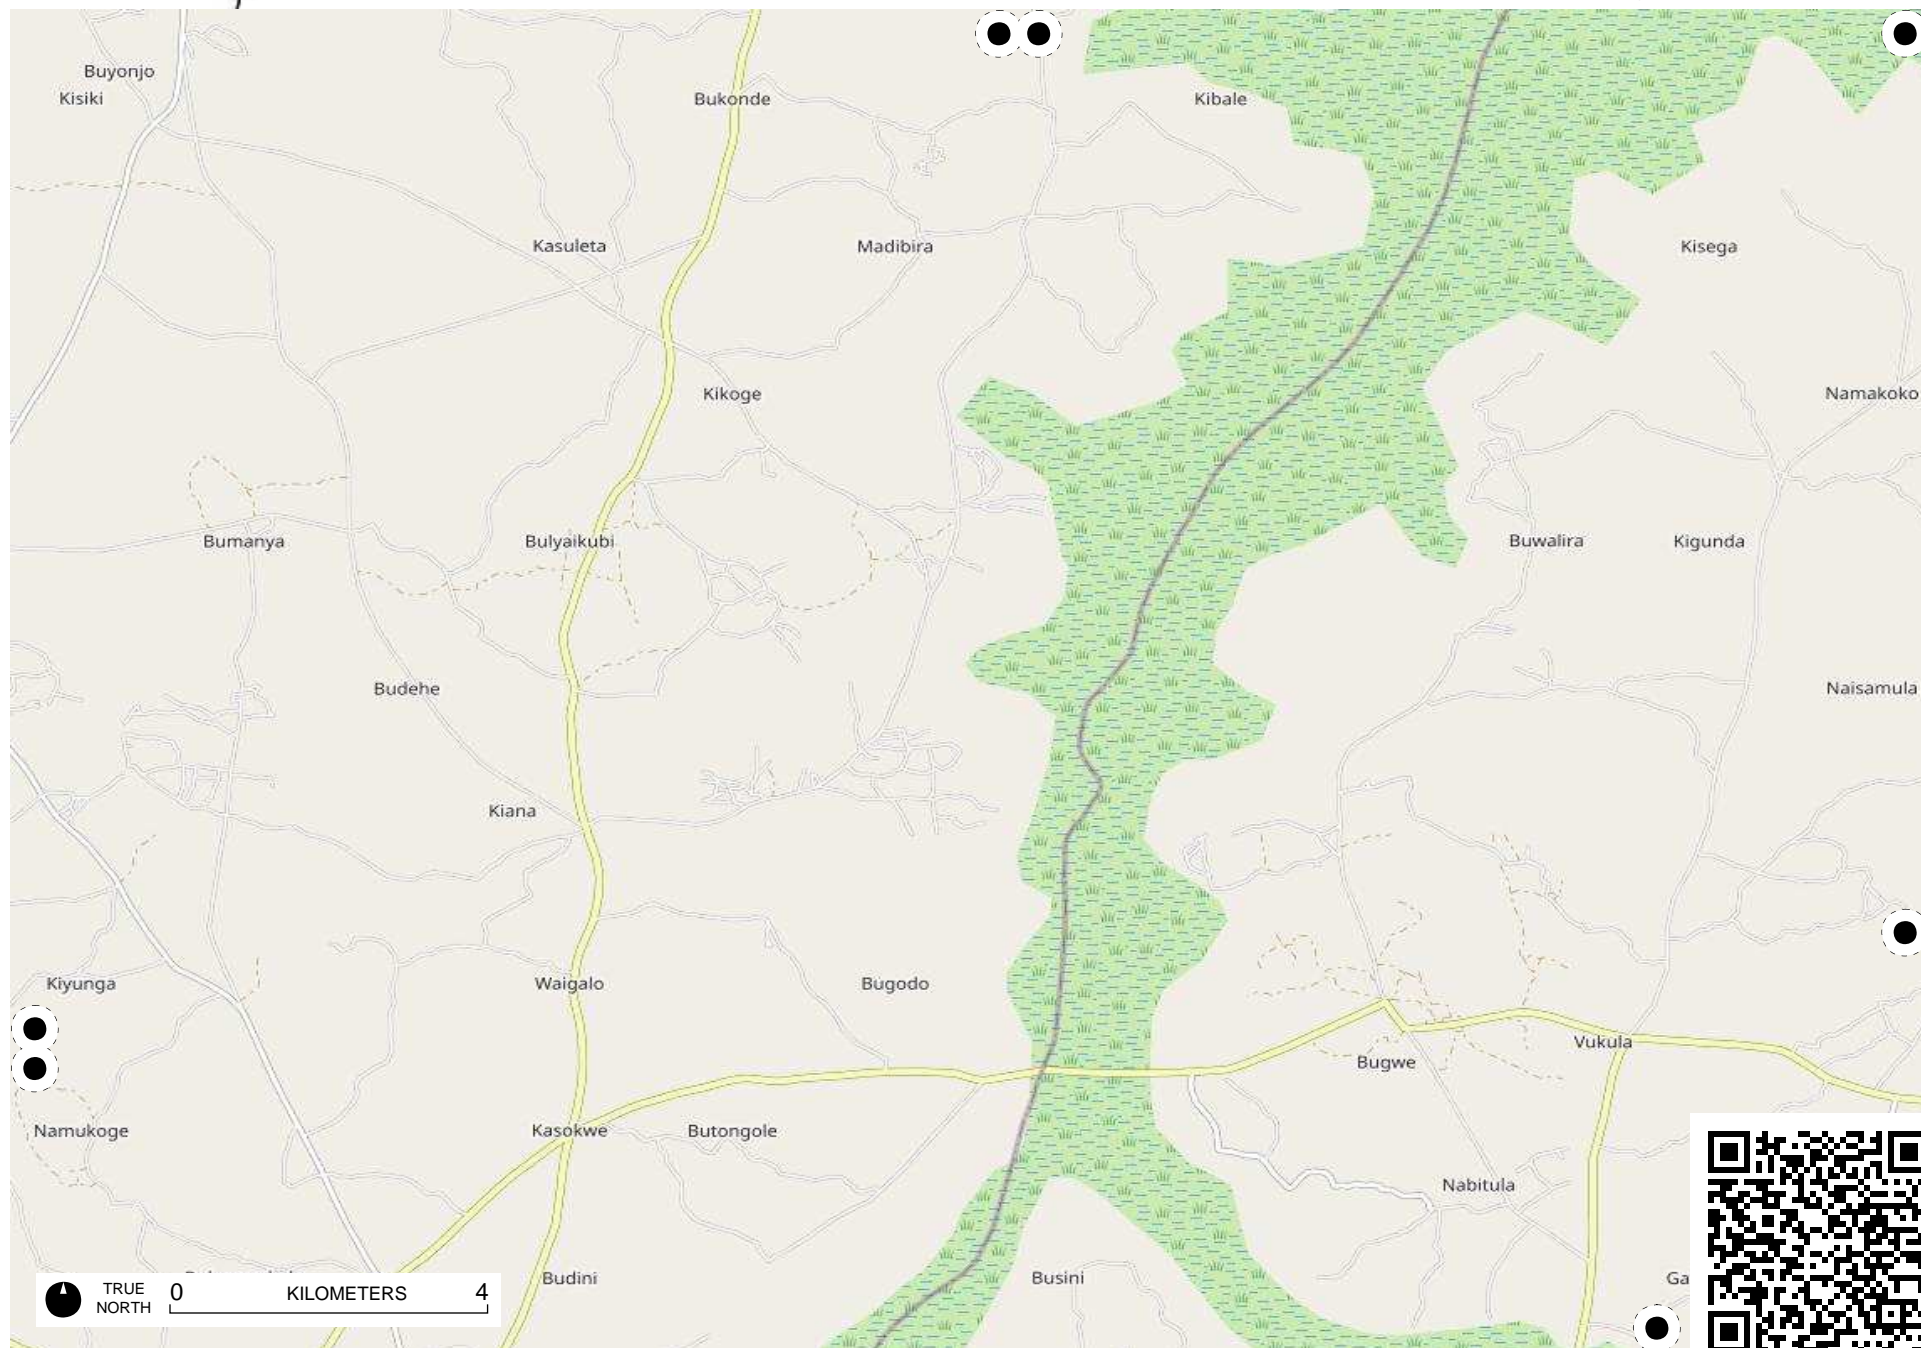 Buyonjo
Kisiki
Bukonde
Kibale
Kasuleta
Madibira
Kisega
Kikoge
Namakoko
Bumanya
Bulyaikubi
Buwalira
Kigunda
Budehe
Naisamula
Kiana
Kiyunga
Waigalo
Bugodo
Vukula
Bugwe
Namukoge
Kasokwe
Butongole
Nabitula
Budini
Busini
Ga
TRUE
NORTH
0 KILOMETERS 4